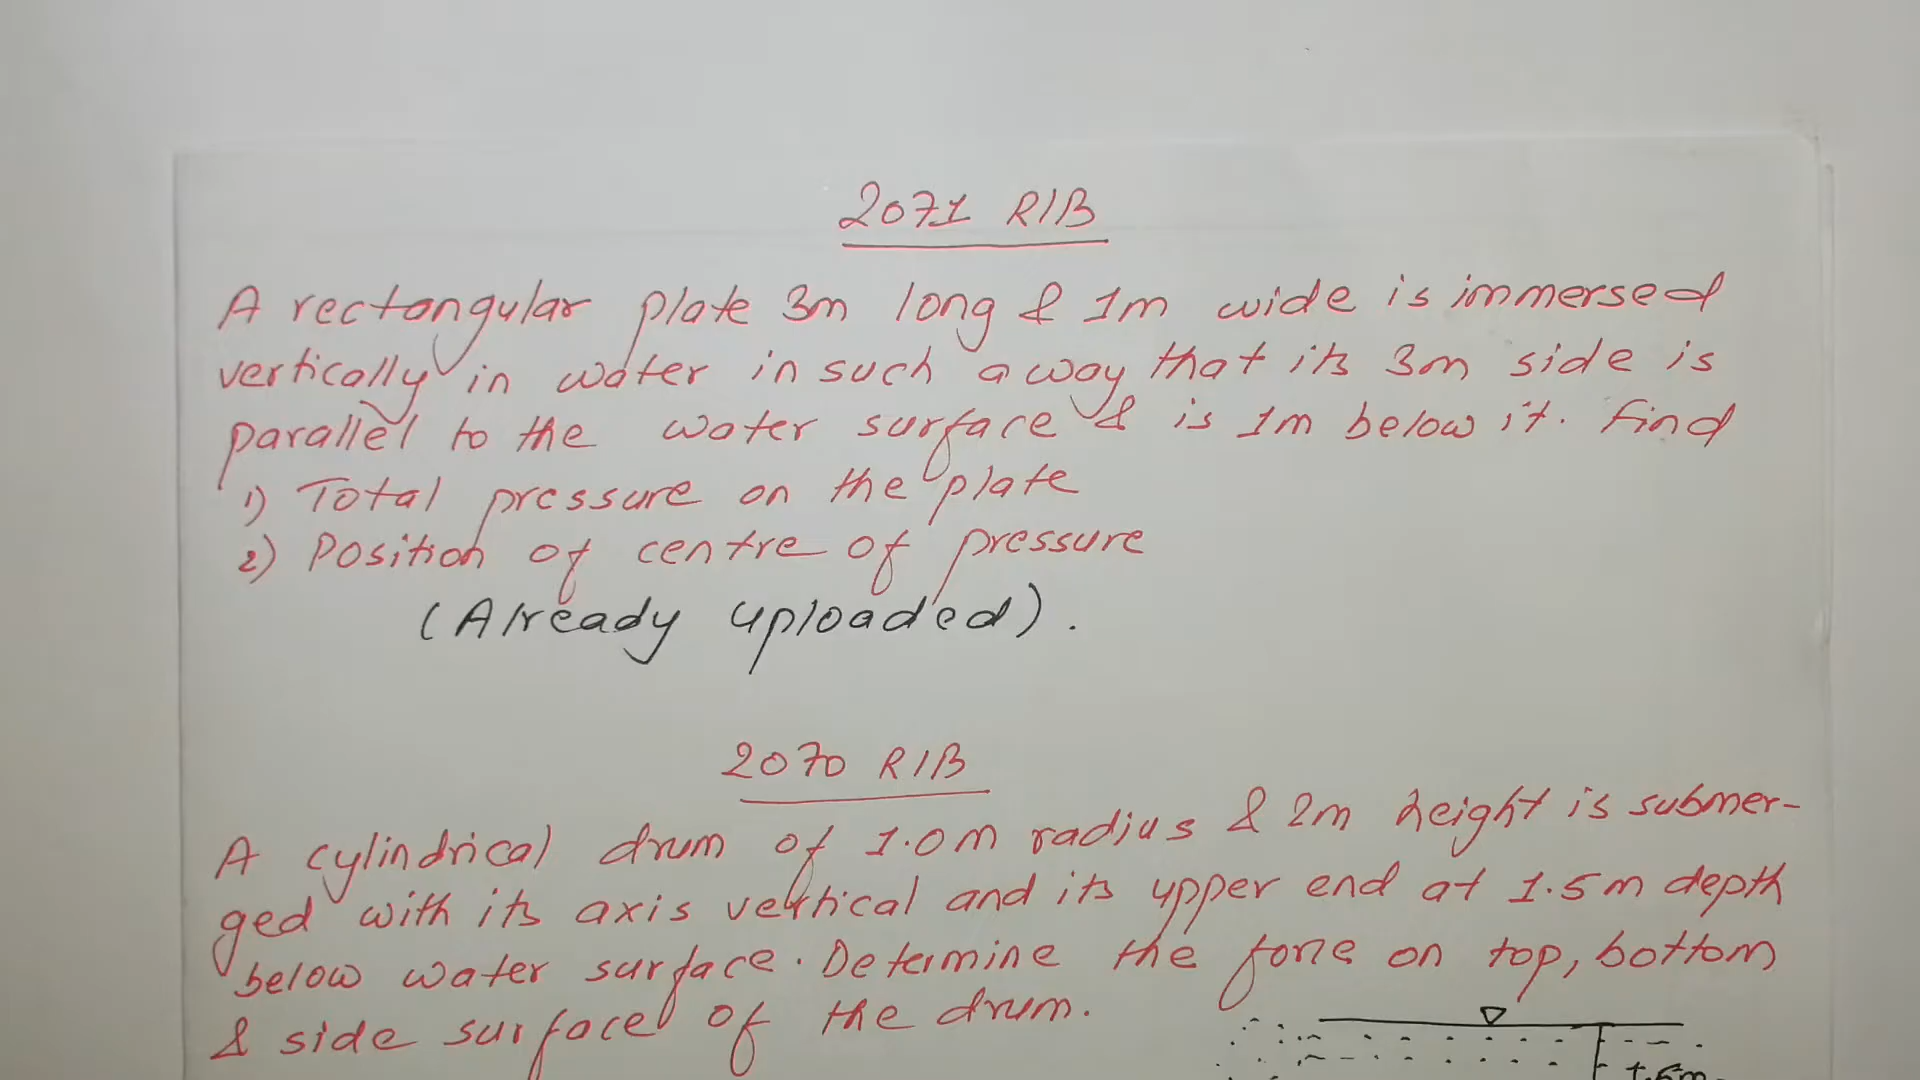 2071 R/B
A rectangular plate 3m long & 1m wide is immersed
vertically in water in such a way that its 3m side is
parallel to the water surface & is 1m below it. Find
1) Total pressure on the plate
2) Position of centre of pressure
(Already uploaded).
2070 R/B
A cylindrical drum of 1.0m radius & 2m height is submer-
ged with its axis vertical and its upper end at 1.5m depth
below water surface. Determine the force on top, bottom
& side surface of the drum.
1.5m